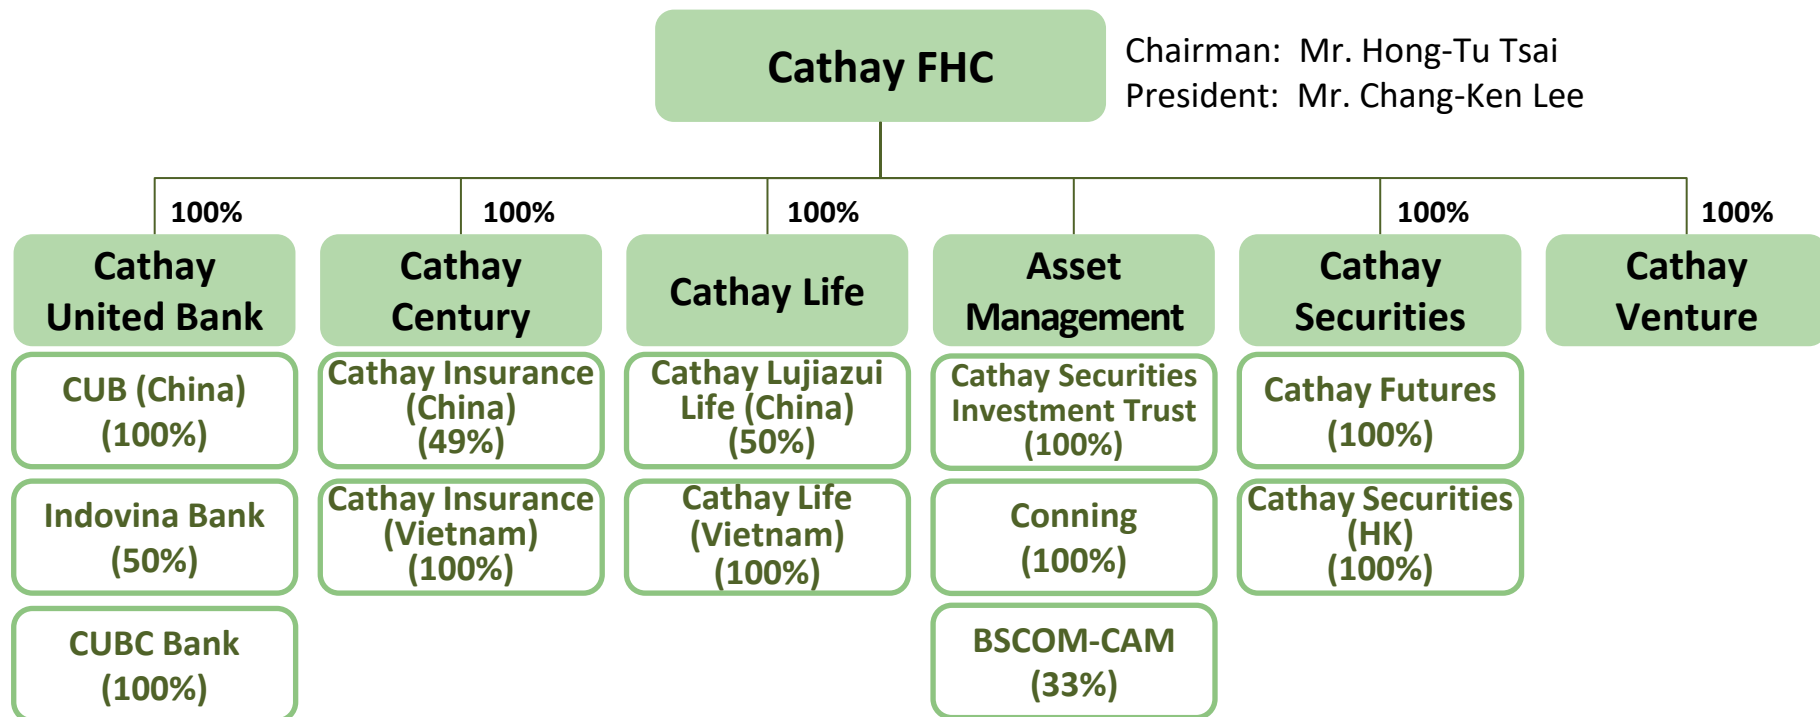 Cathay FHC
Chairman: Mr. Hong-Tu Tsai
President: Mr. Chang-Ken Lee
100%
100%
100%
100%
100%
Cathay
United Bank
Cathay
Century
Cathay Life
Asset
Management
Cathay
Securities
Cathay
Venture
CUB (China)
(100%)
Cathay Insurance
(China)
(49%)
Cathay Lujiazui
Life (China)
(50%)
Cathay Securities
Investment Trust
(100%)
Cathay Futures
(100%)
Indovina Bank
(50%)
Cathay Insurance
(Vietnam)
(100%)
Cathay Life
(Vietnam)
(100%)
Conning
(100%)
Cathay Securities
(HK)
(100%)
CUBC Bank
(100%)
BSCOM-CAM
(33%)